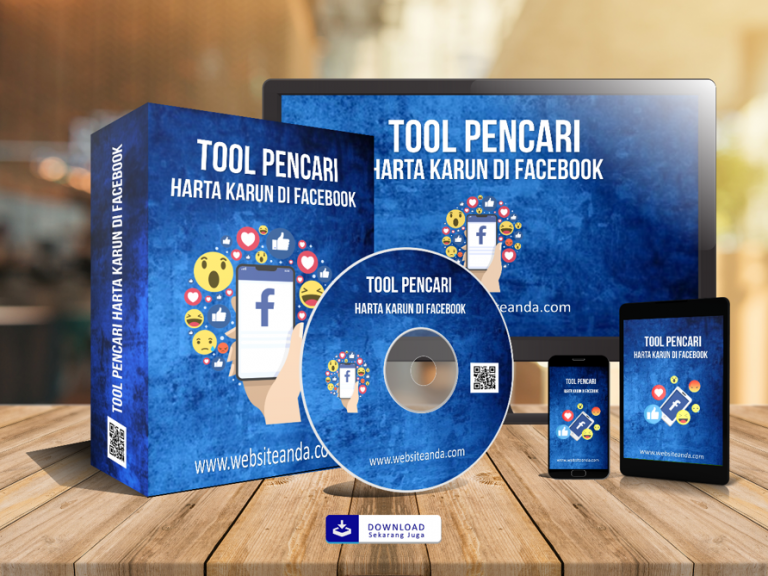 TOOL PENCARI HARTA KARUN DI FACEBOOK
TOOL PENCARI
HARTA KARUN DI FACEBOOK
f
www.websiteanda.co
TOOL PENCARI
HARTA KARUN DI FACEBOOK
f
siteanda.com
TOOL PENCARI
HARTA KARUN DI FACEBOOK
f
www.websiteanda.com
TOOL PENCARI
HARTA KARUN DI FACEBOOK
f
TOOL PENCARI
HARTA KARUN DI FACEBOOK
f
www.websiteanda.com
DOWNLOAD
Sekarang Juga